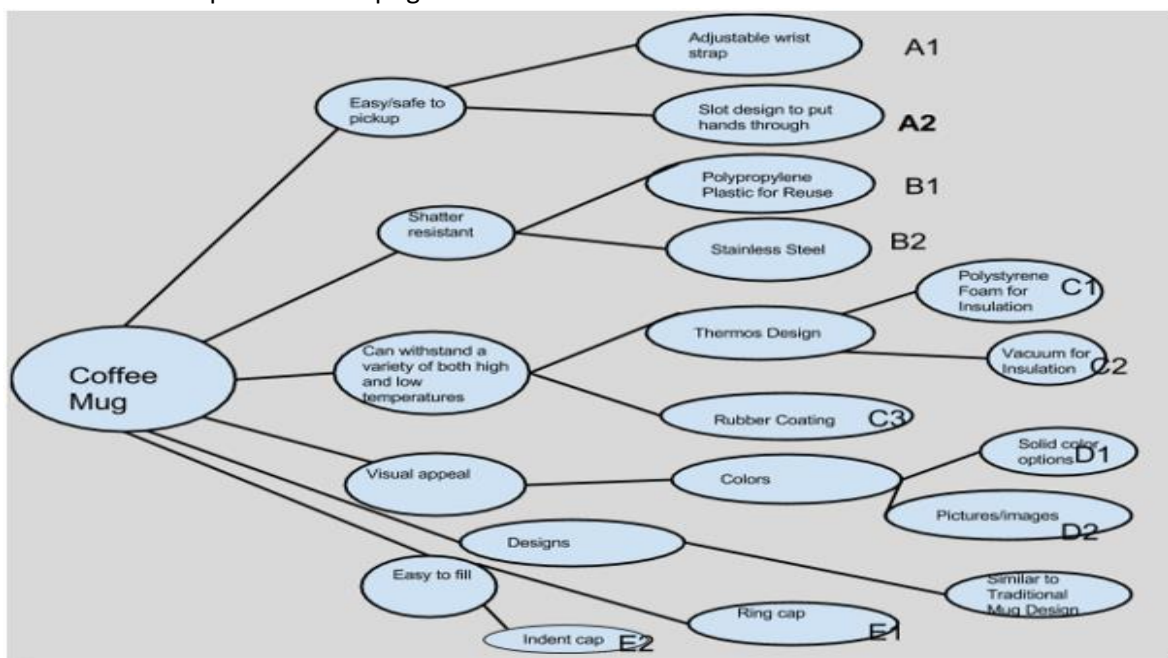 Adjustable wrist
strap
A1
Easy/safe to
pickup
Slot design to put
hands through
A2
Polypropylene
Plastic for Reuse
B1
Shatter
resistant
Stainless Steel
B2
Polystyrene
Foam for
Insulation
C1
Thermos Design
Can withstand a
variety of both high
and low
temperatures
Vacuum for
Insulation
C2
Coffee
Mug
Rubber Coating
C3
Solid color
options
D1
Visual appeal
Colors
Pictures/images
D2
Designs
Similar to
Traditional
Mug Design
Easy to fill
Ring cap
E1
Indent cap
E2